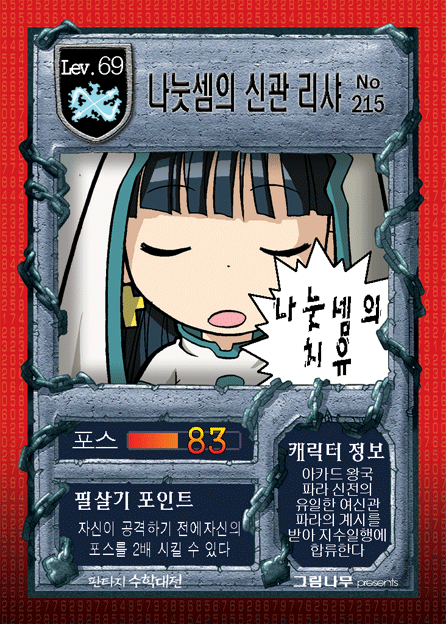 Lev. 69
나눗셈의 신관 리샤
No
215
나눗셈의
치유
포스 83
필살기 포인트
자신이 공격하기 전에자신의
포스를 2배 시킬 수 있다
캐릭터 정보
아카드 왕국
파라 신전의
유일한 여신관
파라의 계시를
받아 지수일행에
합류한다
판타지 수학대전
그림나무 presents